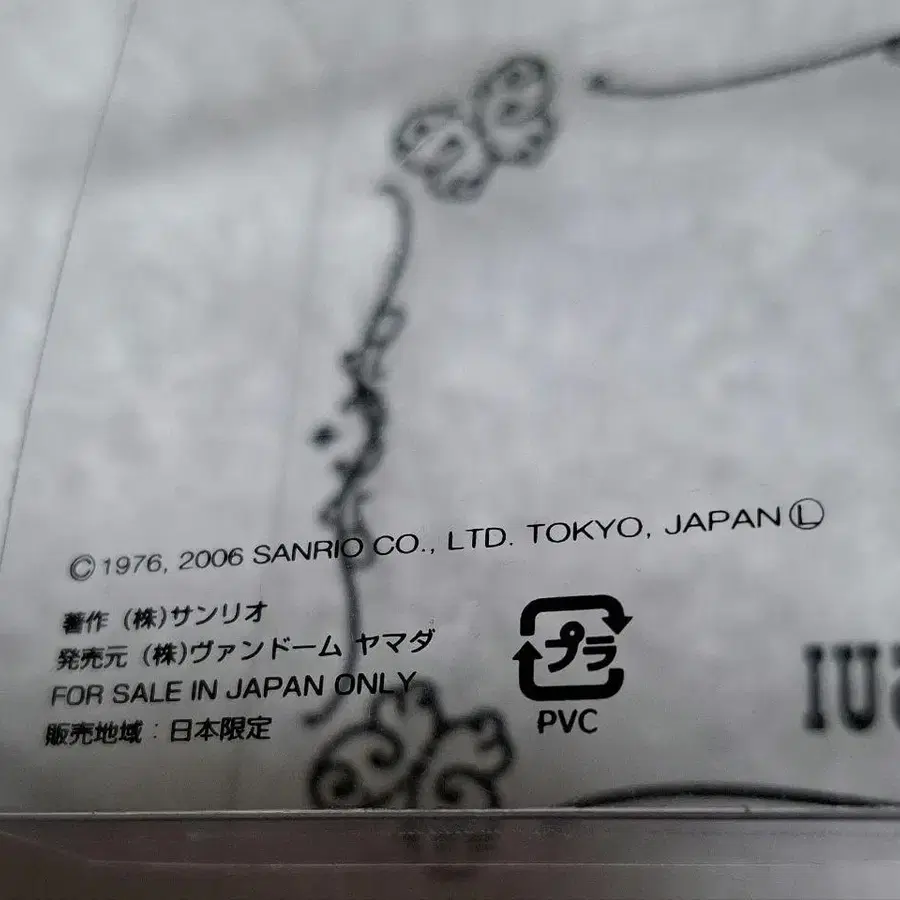 ©1976, 2006 SANRIO CO., LTD. TOKYO, JAPAN Ⓛ
著作 (株)サンリオ
発売元 (株)ヴァンドーム ヤマダ
FOR SALE IN JAPAN ONLY
販売地域：日本限定
プラ
PVC